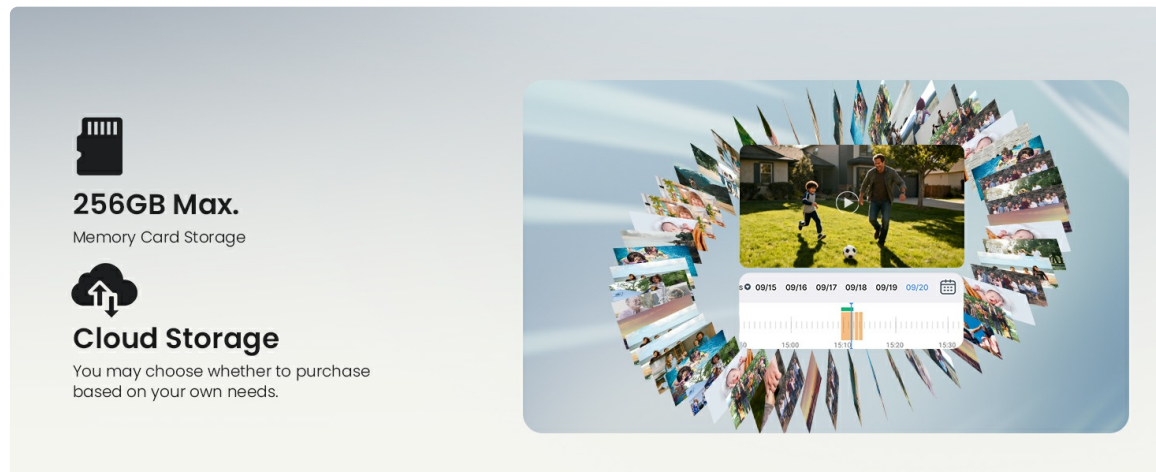 256GB Max.
Memory Card Storage
Cloud Storage
You may choose whether to purchase
based on your own needs.
09/15 09/16 09/17 09/18 09/19 09/20
15:00 15:10 15:20 15:30